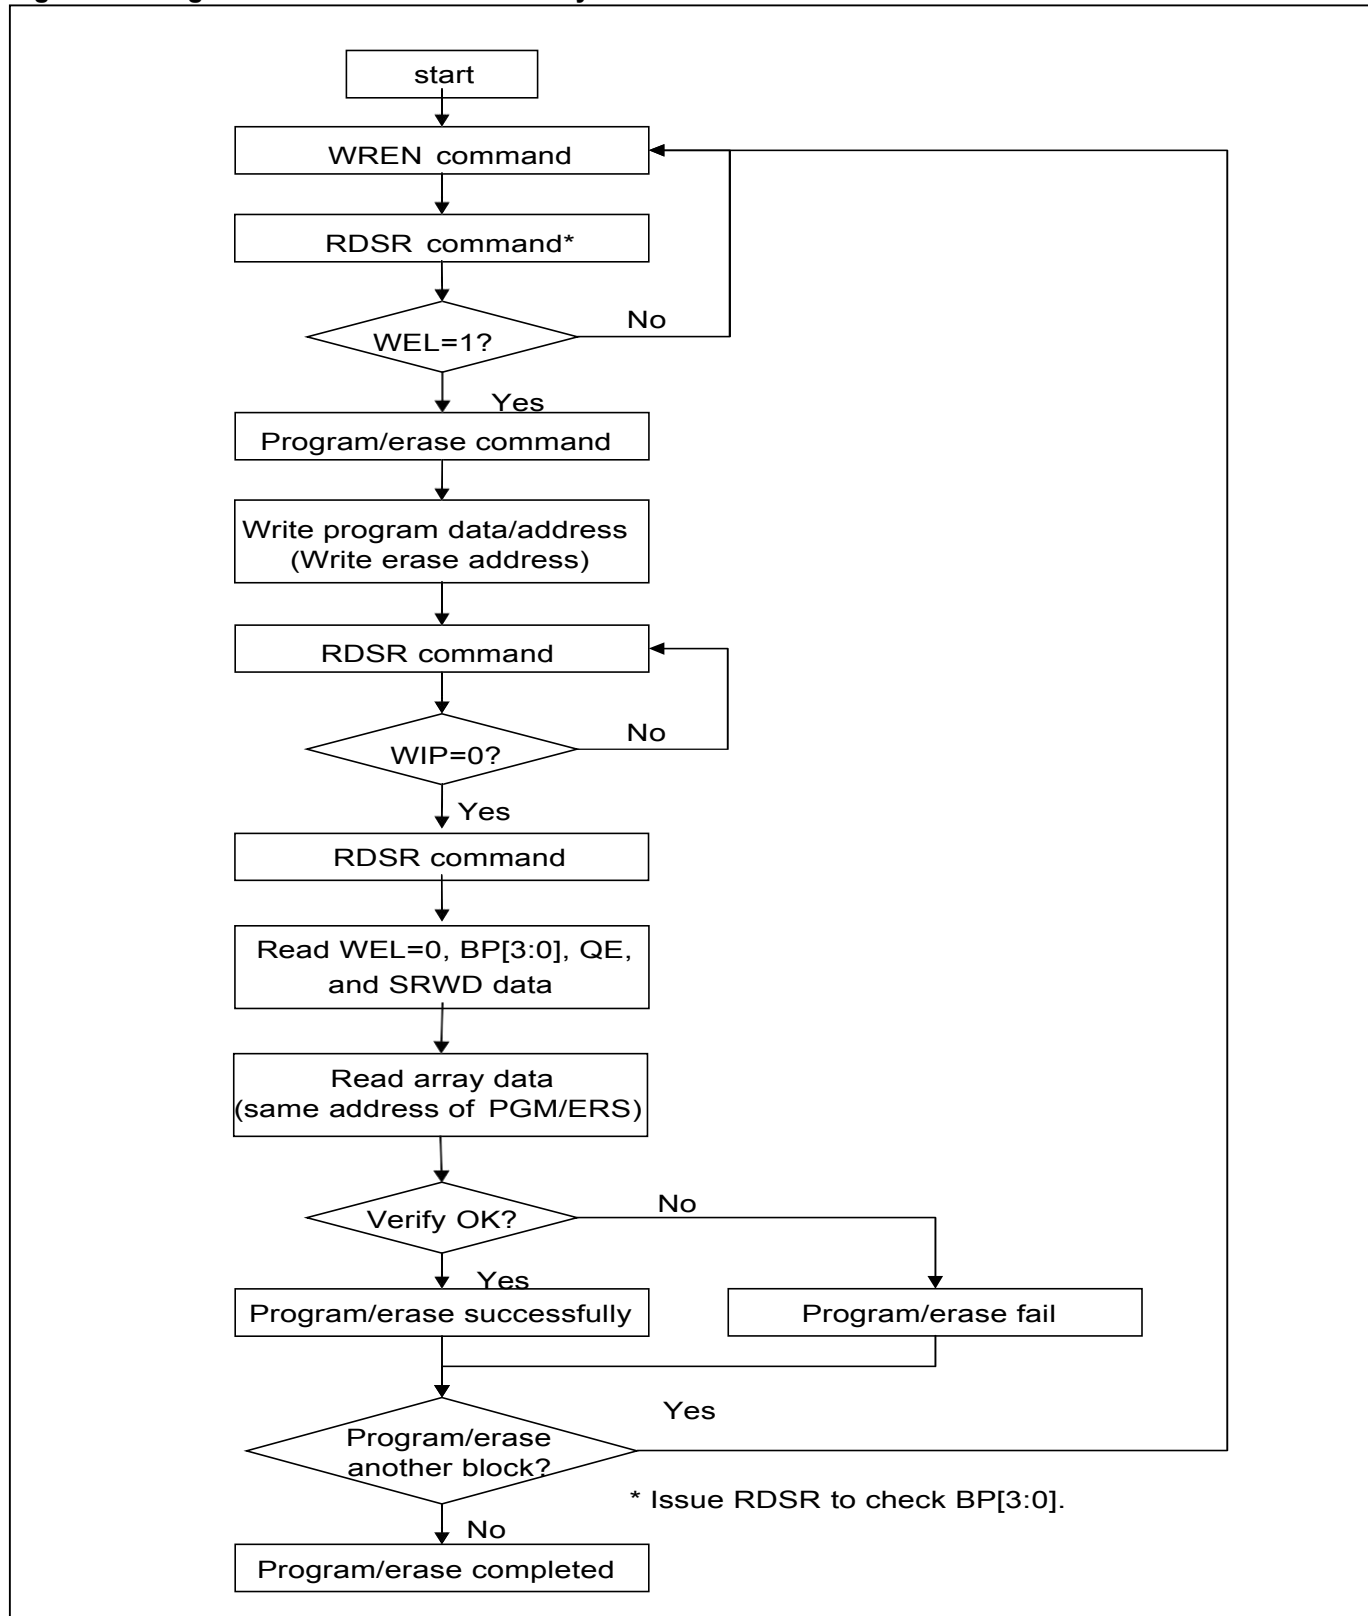 start
WREN command
RDSR command*
WEL=1?
No
Yes
Program/erase command
Write program data/address
(Write erase address)
RDSR command
WIP=0?
No
Yes
RDSR command
Read WEL=0, BP[3:0], QE,
and SRWD data
Read array data
(same address of PGM/ERS)
Verify OK?
No
Yes
Program/erase successfully
Program/erase fail
Yes
Program/erase
another block?
* Issue RDSR to check BP[3:0].
No
Program/erase completed